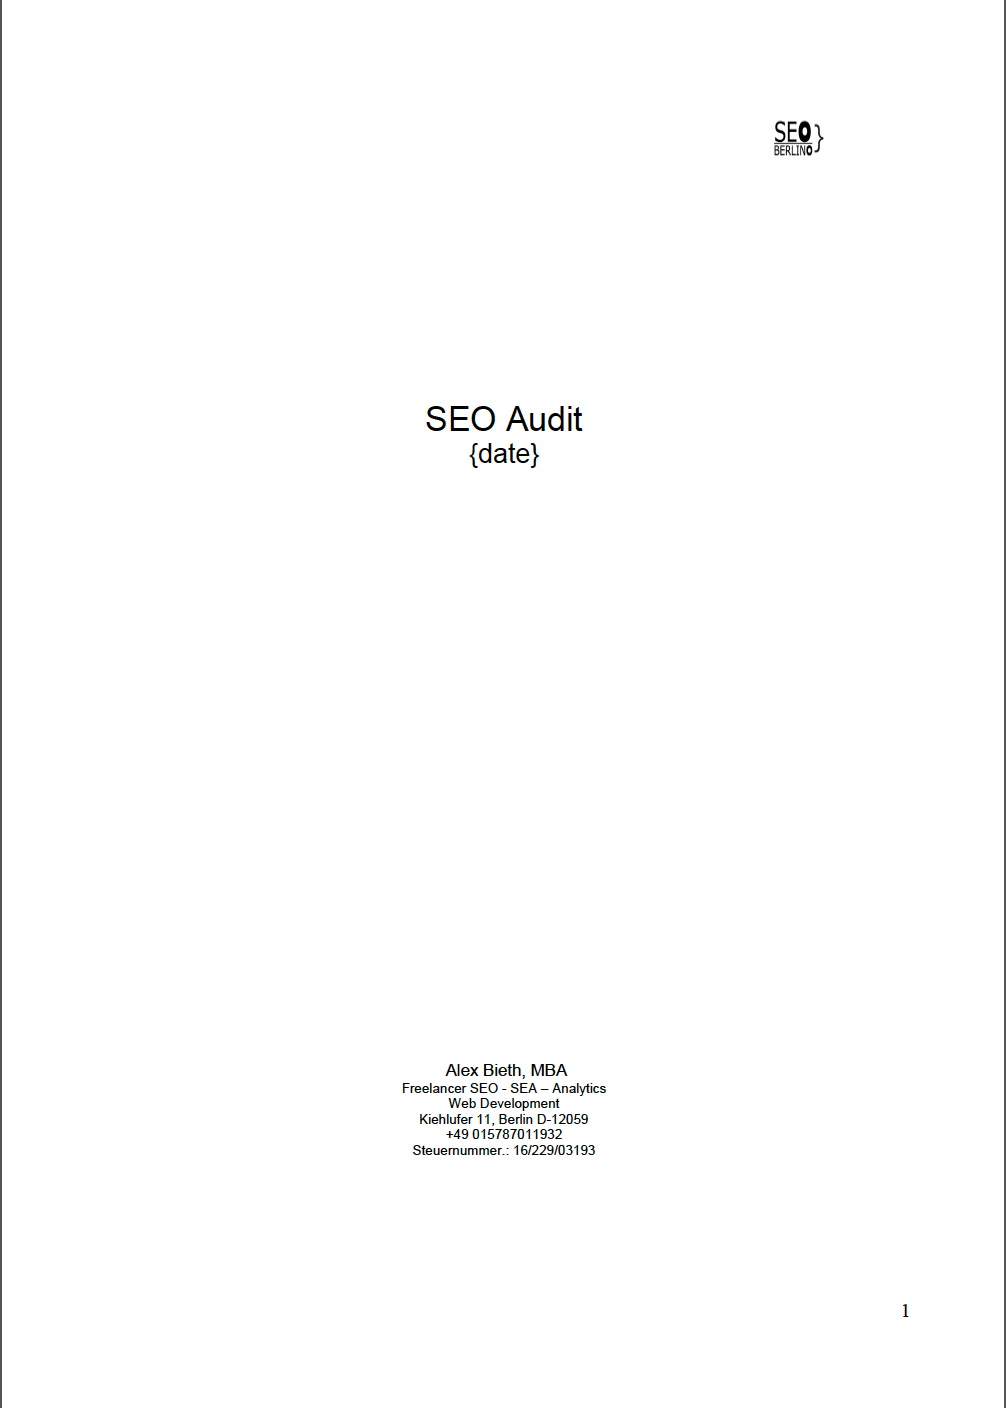 SEO}
BERLINO
SEO Audit
{date}
Alex Bieth, MBA
Freelancer SEO - SEA – Analytics
Web Development
Kiehlufer 11, Berlin D-12059
+49 015787011932
Steuernummer.: 16/229/03193
1